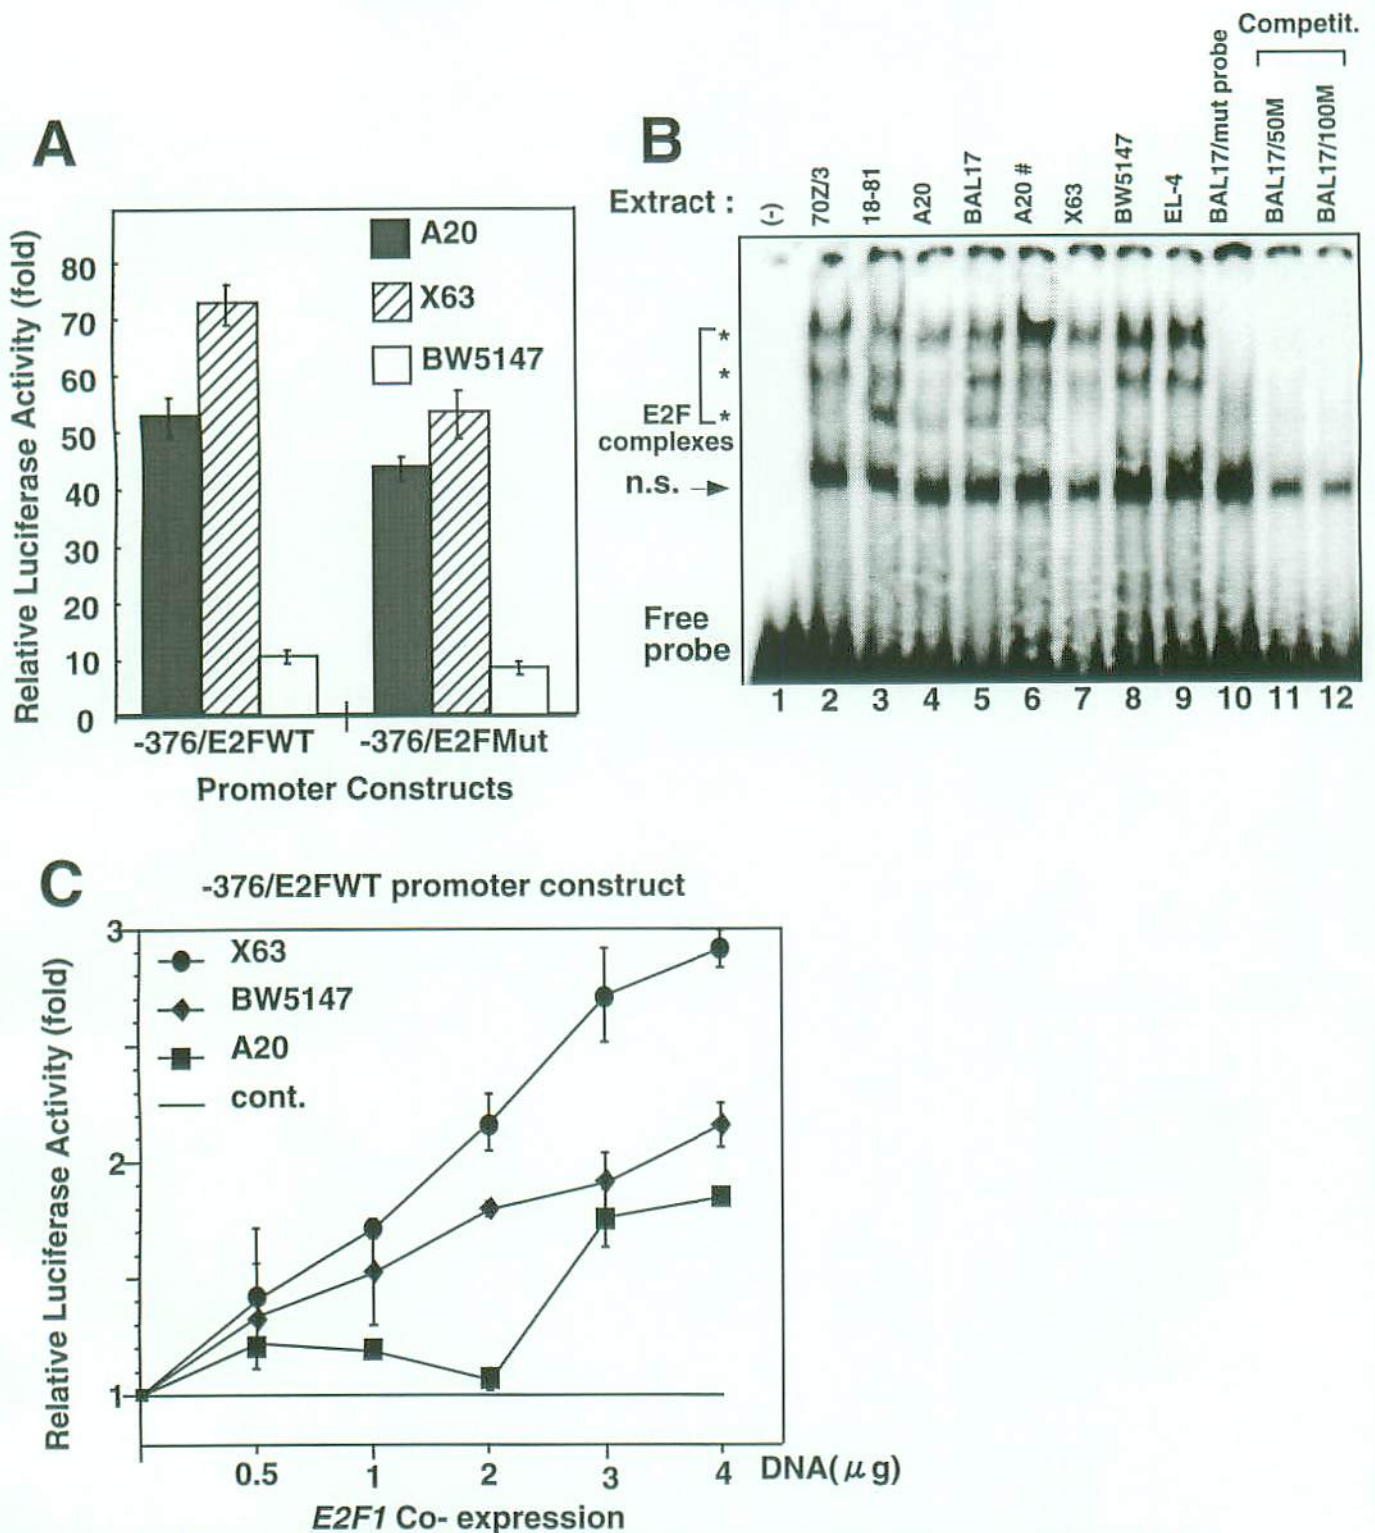 A
Relative Luciferase Activity (fold)
80
70
60
50
40
30
20
10
0
A20
X63
BW5147
-376/E2FWT
-376/E2FMut
Promoter Constructs
B
Competit.
Extract :
(-)
70Z/3
18-81
A20
BAL17
A20 #
X63
BW5147
EL-4
BAL17/mut probe
BAL17/50M
BAL17/100M
*
*
E2F *
complexes
n.s.
Free
probe
1 2 3 4 5 6 7 8 9 10 11 12
C
-376/E2FWT promoter construct
Relative Luciferase Activity (fold)
3
2
1
X63
BW5147
A20
cont.
0.5 1 2 3 4 DNA(μg)
E2F1 Co- expression